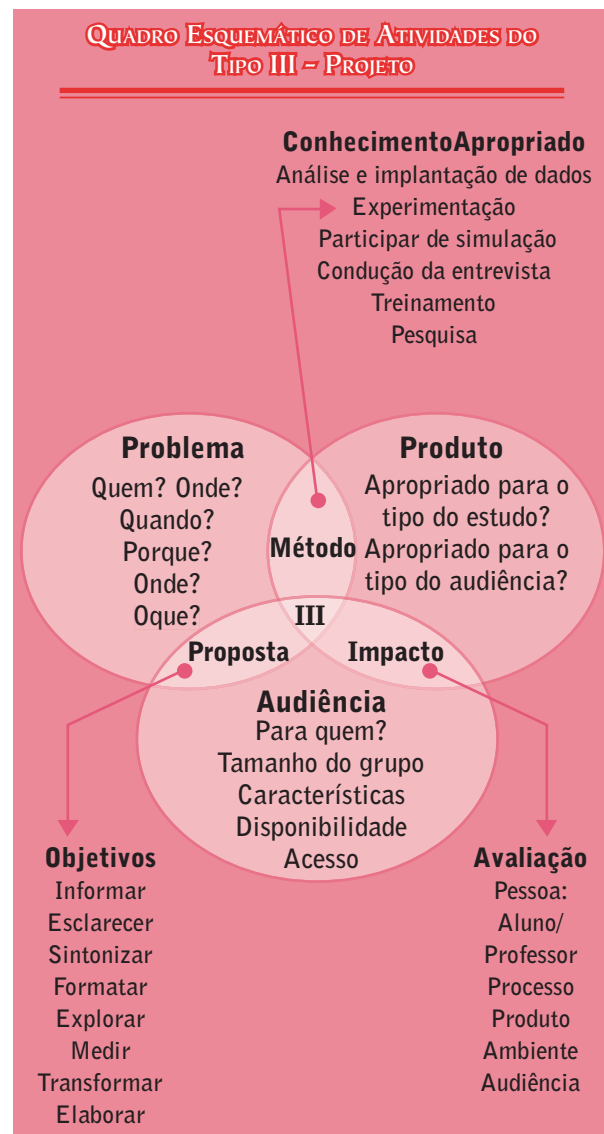 Quadro Esquemático de Atividades do
Tipo III – Projeto
ConhecimentoApropriado
Análise e implantação de dados
Experimentação
Participar de simulação
Condução da entrevista
Treinamento
Pesquisa
Problema
Quem? Onde?
Quando?
Porque?
Onde?
Oque?
Produto
Apropriado para o
tipo do estudo?
Apropriado para o
tipo do audiência?
Método
III
Proposta
Impacto
Audiência
Para quem?
Tamanho do grupo
Características
Disponibilidade
Acesso
Objetivos
Informar
Esclarecer
Sintonizar
Formatar
Explorar
Medir
Transformar
Elaborar
Avaliação
Pessoa:
Aluno/
Professor
Processo
Produto
Ambiente
Audiência